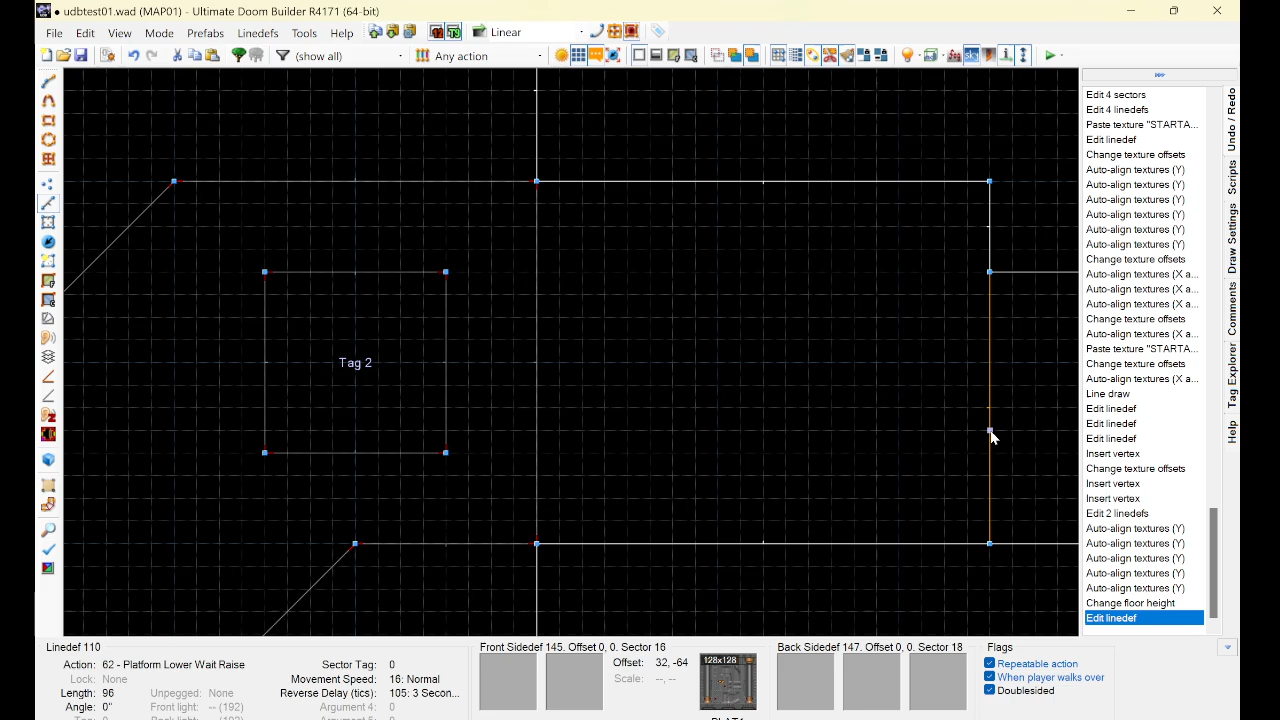 udbtest01.wad (MAP01) - Ultimate Doom Builder R4171 (64-bit)
File Edit View Mode Tabs Linedefs Tools Help Linear
(show all) Any action
Edit 4 sectors
Edit 4 linedefs
Paste texture "STARTA...
Edit linedef
Change texture offsets
Auto-align textures (Y)
Auto-align textures (Y)
Auto-align textures (Y)
Auto-align textures (Y)
Auto-align textures (Y)
Auto-align textures (Y)
Change texture offsets
Auto-align textures (X a...
Auto-align textures (X a...
Auto-align textures (X a...
Change texture offsets
Auto-align textures (X a...
Paste texture "STARTA...
Change texture offsets
Auto-align textures (X a...
Line draw
Edit linedef
Edit linedef
Edit linedef
Insert vertex
Change texture offsets
Insert vertex
Insert vertex
Edit 2 linedefs
Auto-align textures (Y)
Auto-align textures (Y)
Auto-align textures (Y)
Auto-align textures (Y)
Auto-align textures (Y)
Change floor height
Edit linedef
Undo / Redo
Scripts
Draw Settings
Comments
Tag Explorer
Help
Tag 2
Linedef 110
Action: 62 - Platform Lower Wait Raise Sector Tag: 0
Lock: None Movement Speed: 16: Normal
Length: 96 Unpegged: None Reverse Delay (tics): 105: 3 Secon...
Angle: 0° Front light: -- (192) Argument 4: 0
Front Sidedef 145. Offset 0, 0. Sector 16
Offset: 32, -64
Scale: --, --
128x128
PLAT1
Back Sidedef 147. Offset 0, 0. Sector 18
Flags
Repeatable action
When player walks over
Doublesided